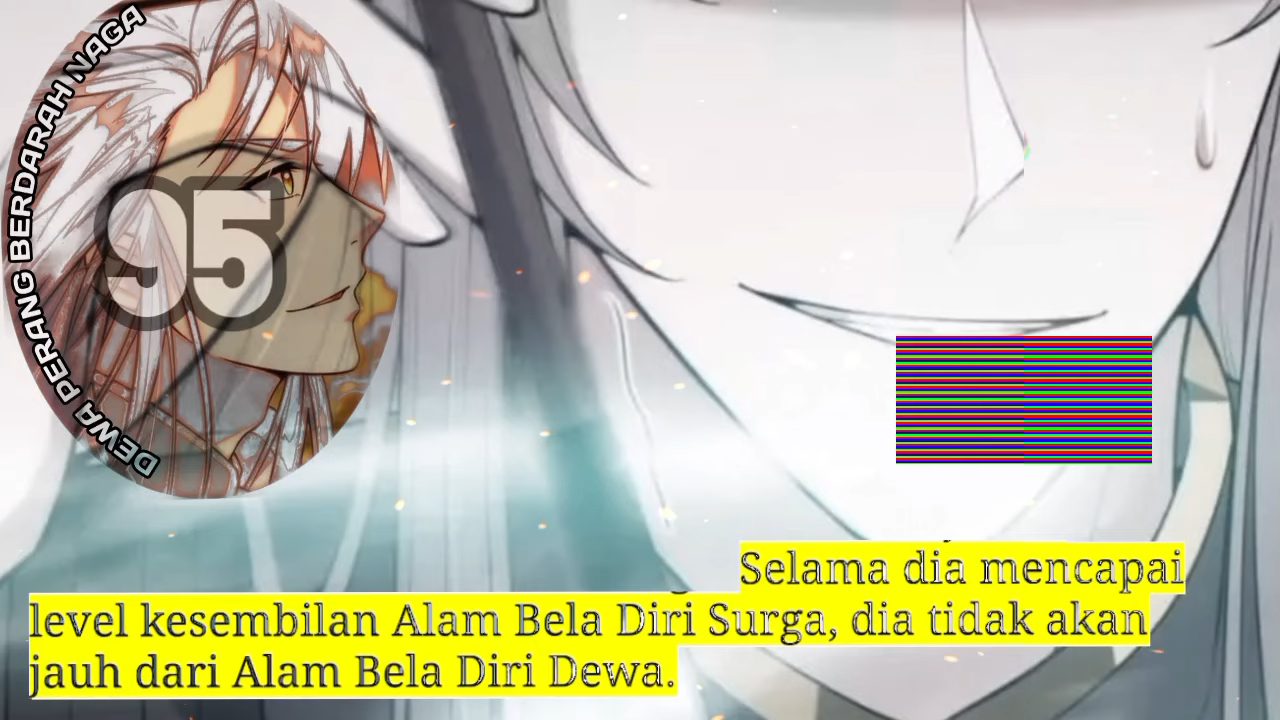 DEWA PERANG BERDARAH NAGA
95
Selama dia mencapai
level kesembilan Alam Bela Diri Surga, dia tidak akan
jauh dari Alam Bela Diri Dewa.